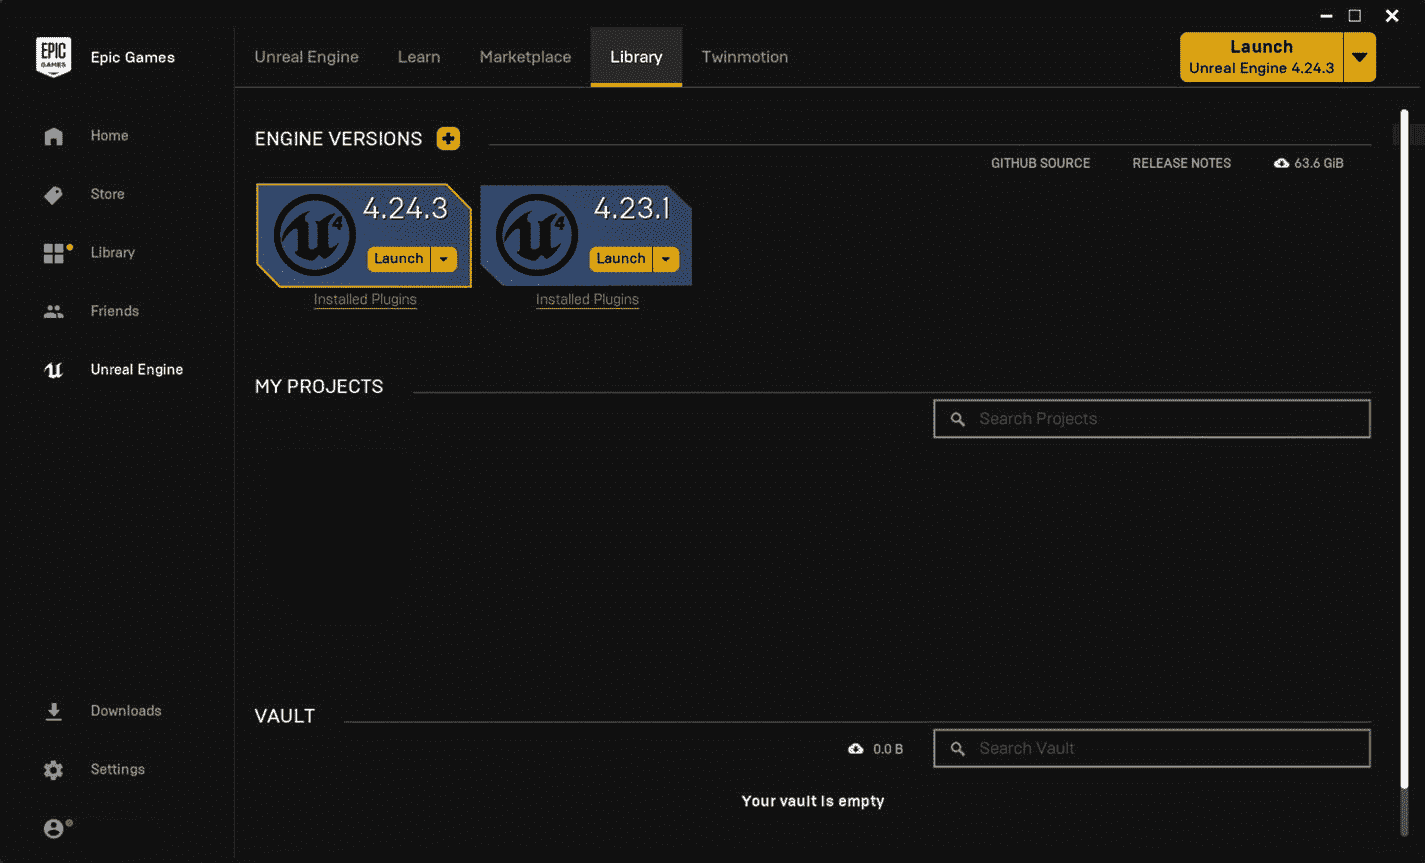 EPIC
GAMES
Epic Games
Unreal Engine
Learn
Marketplace
Library
Twinmotion
Launch
Unreal Engine 4.24.3
Home
Store
Library
Friends
Unreal Engine
Downloads
Settings
ENGINE VERSIONS
GITHUB SOURCE
RELEASE NOTES
63.6 GiB
4
4.24.3
Launch
Installed Plugins
4
4.23.1
Launch
Installed Plugins
MY PROJECTS
Search Projects
VAULT
0.0 B
Search Vault
Your vault is empty